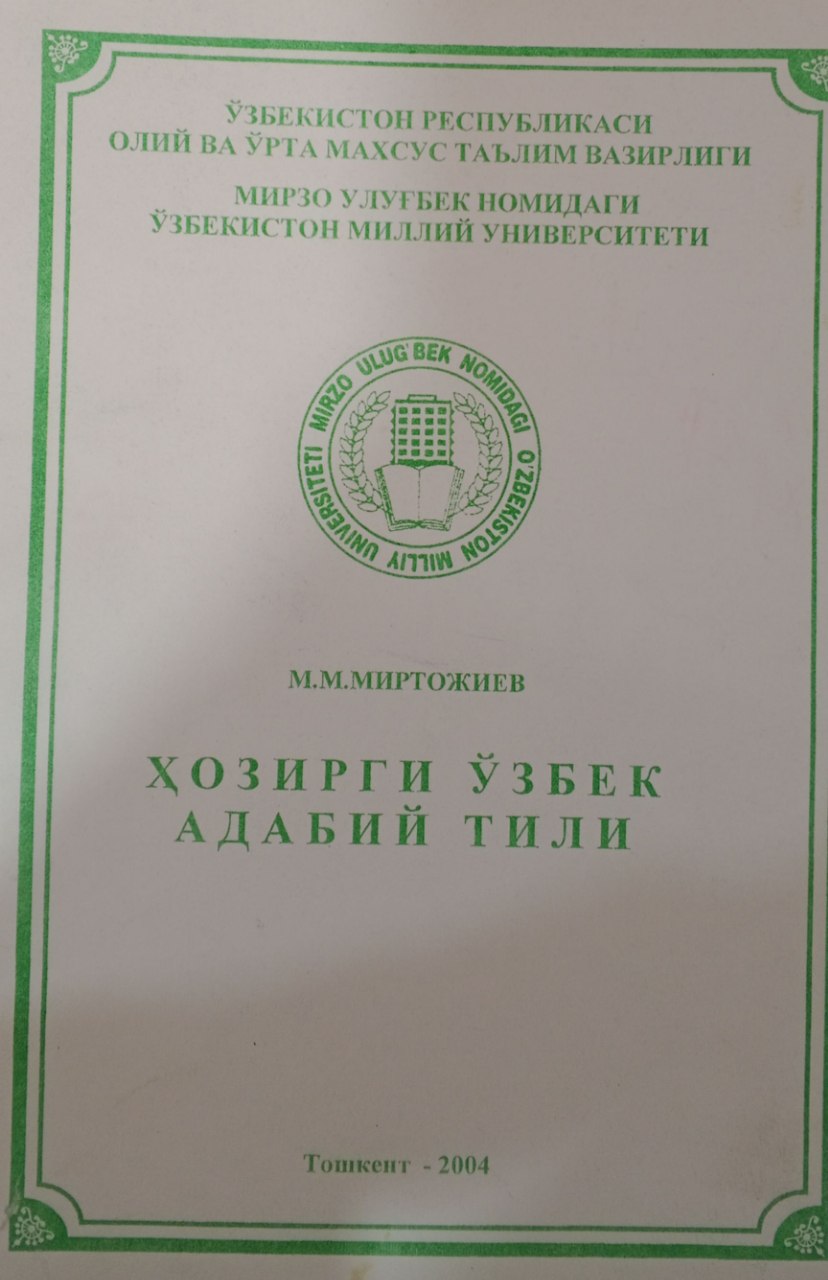 ЎЗБЕКИСТОН РЕСПУБЛИКАСИ
ОЛИЙ ВА ЎРТА МАХСУС ТАЪЛИМ ВАЗИРЛИГИ
МИРЗО УЛУҒБЕК НОМИДАГИ
ЎЗБЕКИСТОН МИЛЛИЙ УНИВЕРСИТЕТИ
MIRZO ULUG'BEK NOMIDAGI O'ZBEKISTON MILLIY UNIVERSITETI
М.М.МИРТОЖИЕВ
ҲОЗИРГИ ЎЗБЕК
АДАБИЙ ТИЛИ
Тошкент - 2004